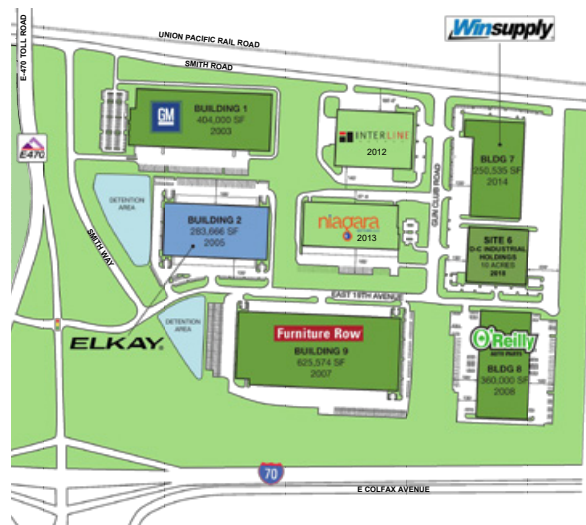 Winsupply
UNION PACIFIC RAIL ROAD
SMITH ROAD
E-470 TOLL ROAD
GM
BUILDING 1
404,000 SF
2003
INTERLINE
2012
BLDG 7
250,535 SF
2014
E470
GUN CLUB ROAD
DETENTION
AREA
BUILDING 2
283,666 SF
2005
niagara
2013
SMITH WAY
SITE 6
D-C INDUSTRIAL
HOLDINGS
10 ACRES
2018
EAST 19TH AVENUE
DETENTION
AREA
ELKAY
Furniture Row
BUILDING 9
625,574 SF
2007
O'Reilly
AUTO PARTS
BLDG 8
360,000 SF
2008
70
E COLFAX AVENUE